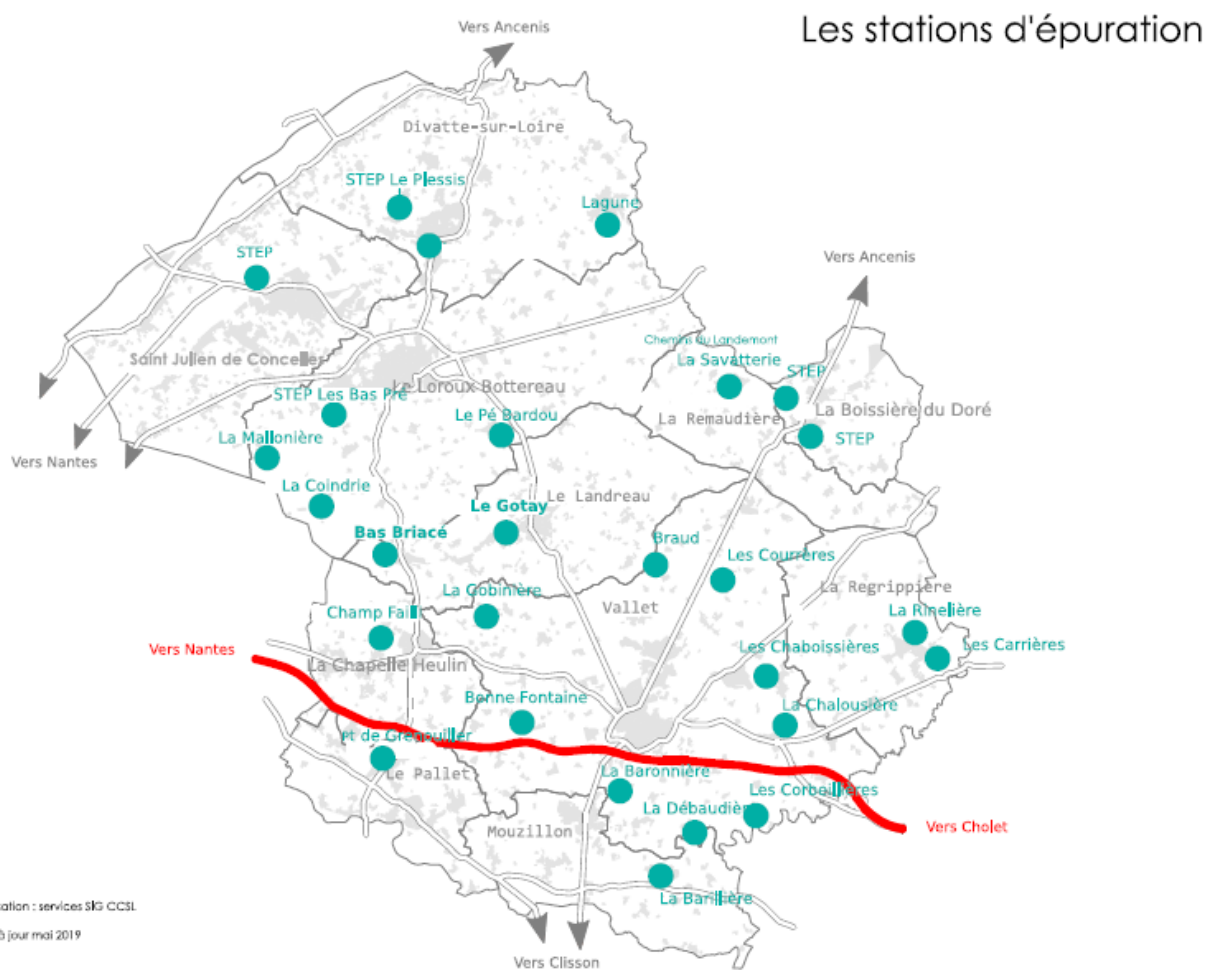 Les stations d'épuration
Vers Ancenis
Divatte-sur-Loire
STEP Le Plessis
Lagune
STEP
Vers Ancenis
Saint Julien de Concelles
Chemins du Landemont
La Savatterie
STEP
Le Loroux Bottereau
STEP Les Bas Pré
Le Pé Bardou
La Remaudière
La Boissière du Doré
STEP
La Mallonière
Vers Nantes
La Coindrie
Le Landreau
Le Gotay
Bas Briacé
Braud
Les Courrères
La Gobinière
Vallet
La Regrippière
La Rinelière
Champ Fail
Les Chaboissières
Les Carrières
Vers Nantes
La Chapelle Heulin
Bonne Fontaine
La Chalousière
Pt de Grenouiller
Le Pallet
La Baronnière
Les Corbeillères
La Débaudière
Mouzillon
Vers Cholet
La Barillière
ation : services SIG CCSL
à jour mai 2019
Vers Clisson